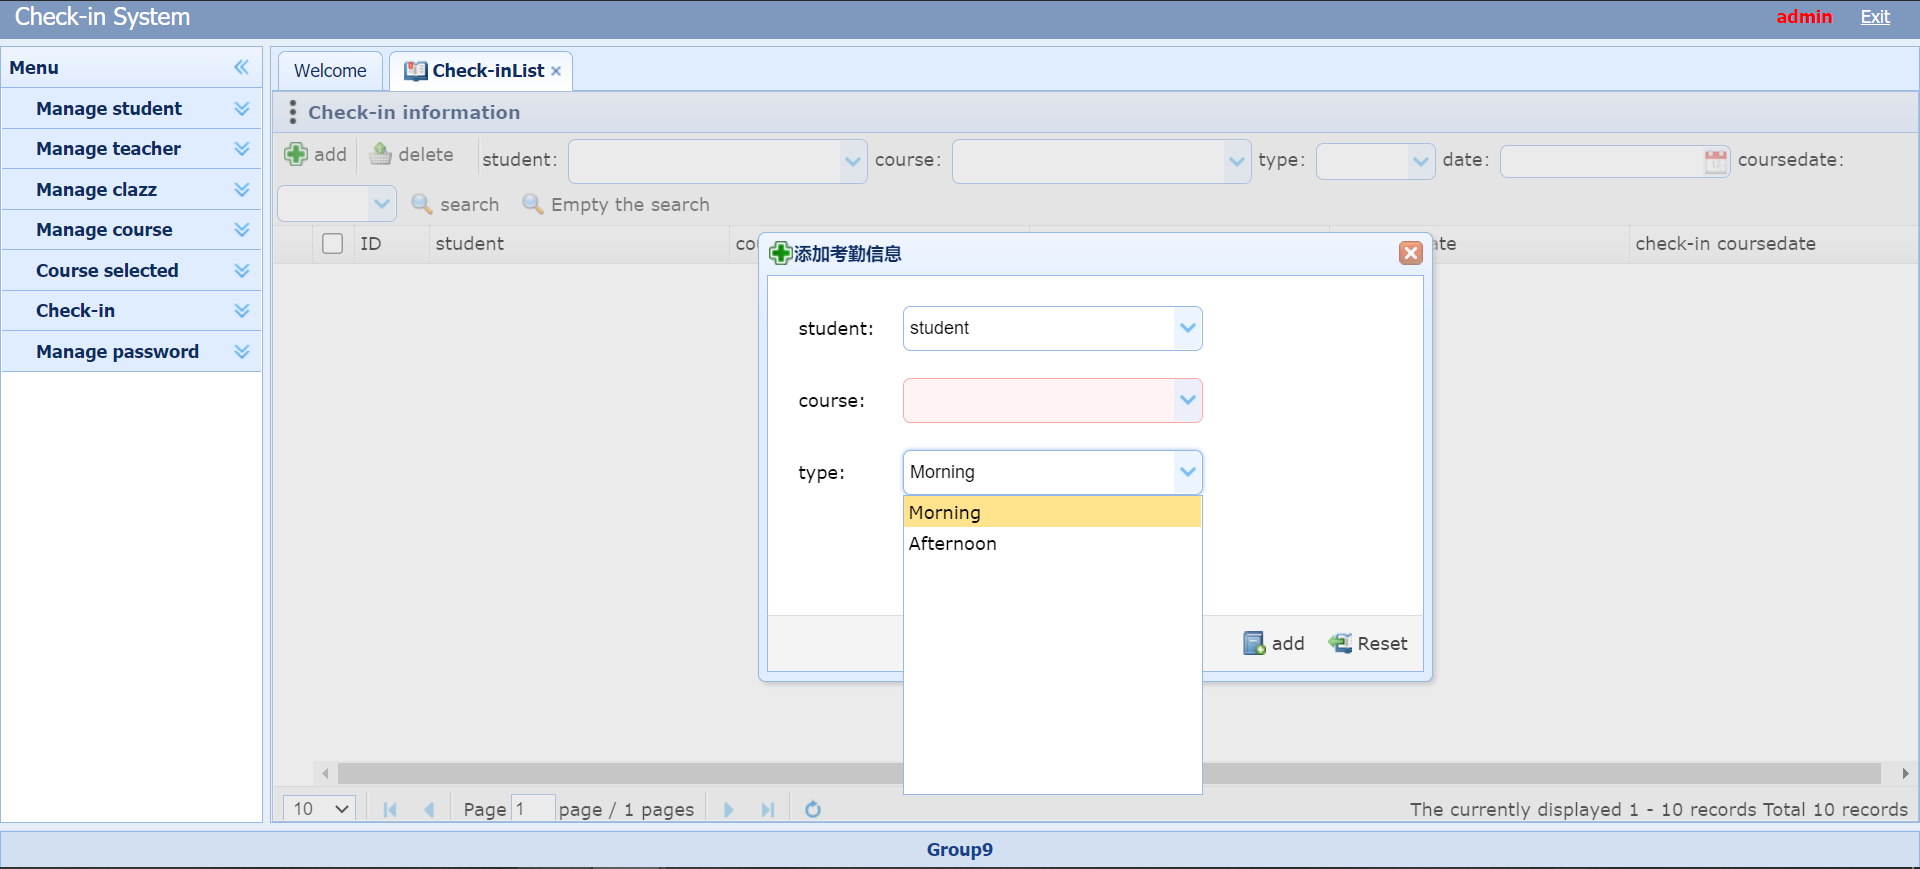 Check-in System
admin Exit
Menu
Manage student
Manage teacher
Manage clazz
Manage course
Course selected
Check-in
Manage password
Welcome
Check-inList
Check-in information
add delete student: course: type: date: coursedate:
search Empty the search
ID student co ate check-in coursedate
添加考勤信息
student: student
course:
type: Morning
Morning
Afternoon
add Reset
10 Page 1 page / 1 pages The currently displayed 1 - 10 records Total 10 records
Group9